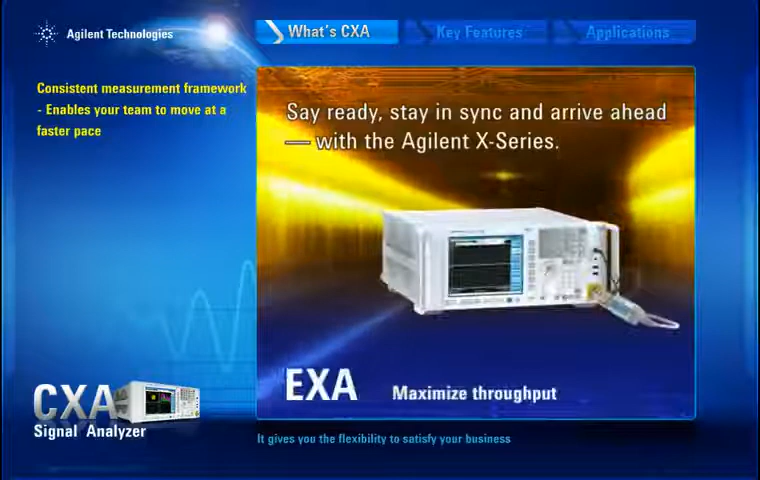 Agilent Technologies
What's CXA
Key Features
Applications
Consistent measurement framework
- Enables your team to move at a
faster pace
Say ready, stay in sync and arrive ahead
— with the Agilent X-Series.
EXA
Maximize throughput
CXA
Signal Analyzer
It gives you the flexibility to satisfy your business